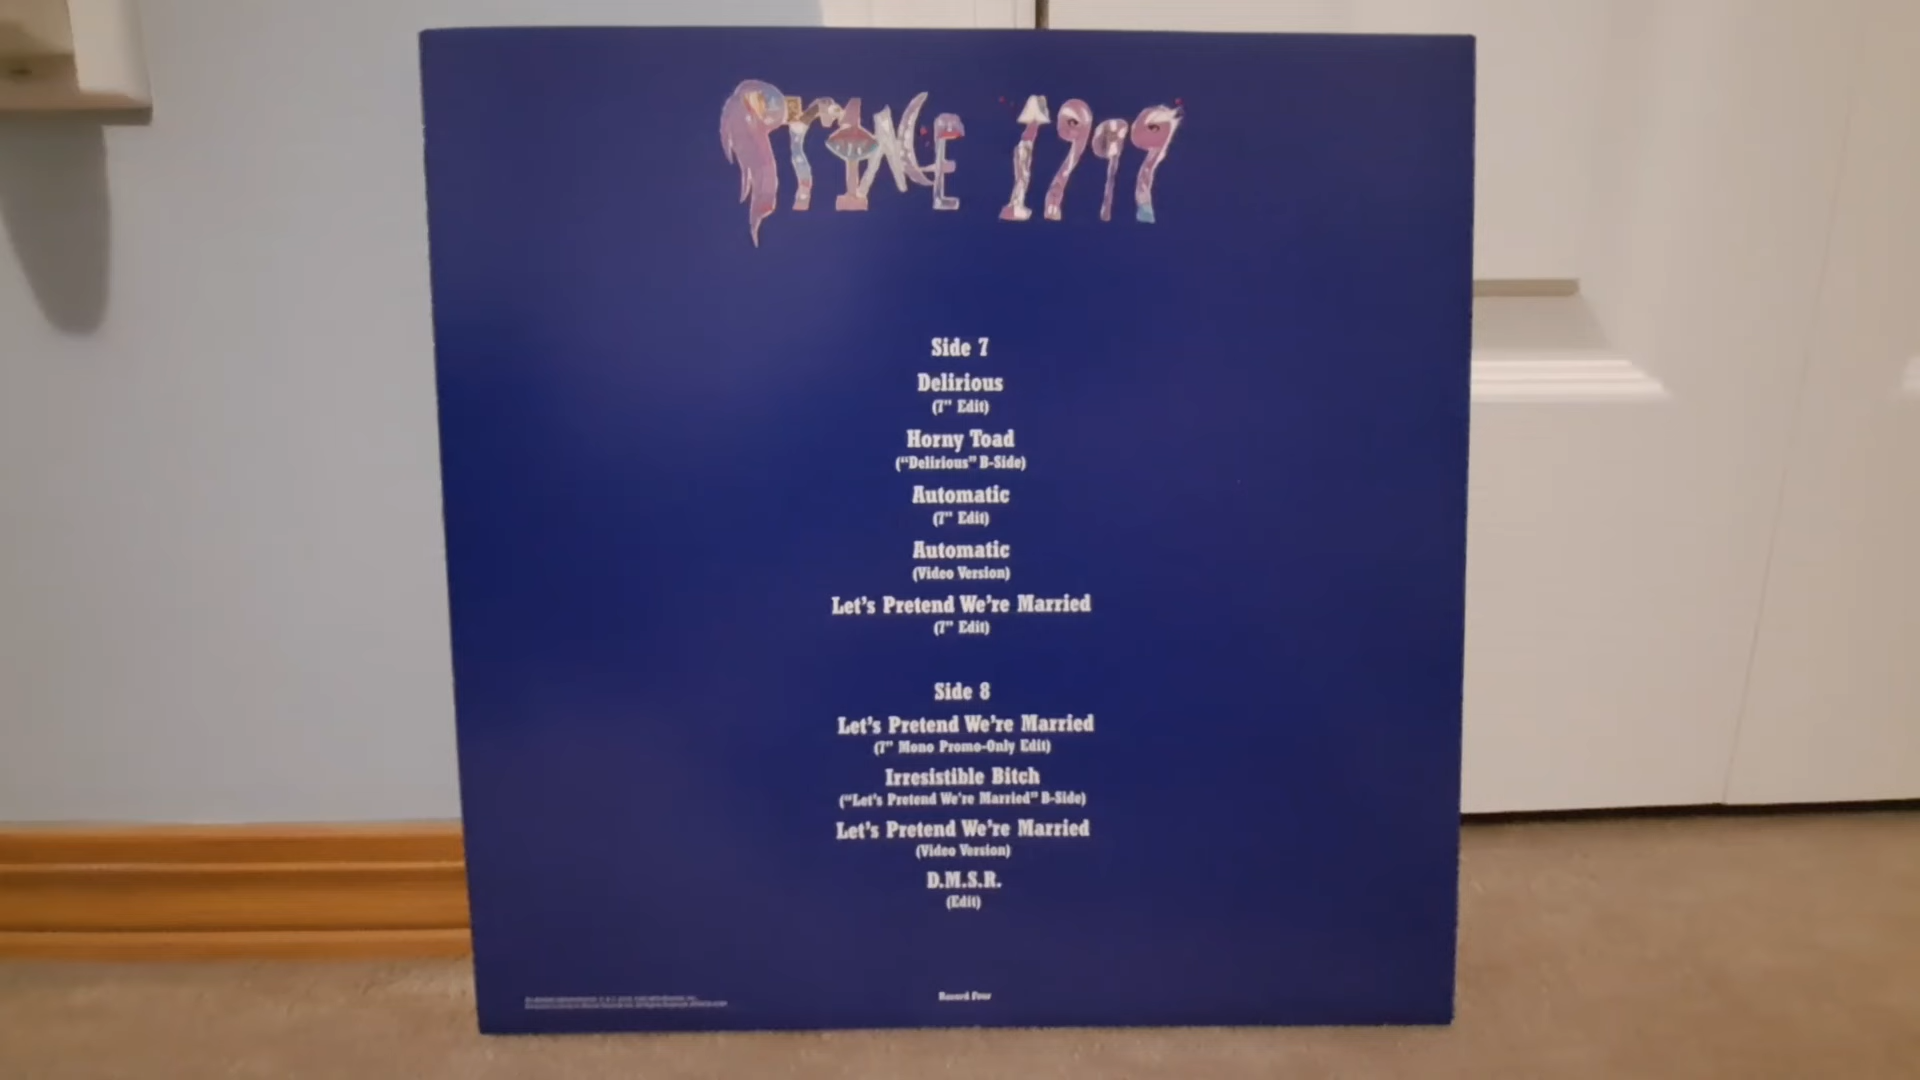 PRINCE 1999
Side 7
Delirious
(7" Edit)
Horny Toad
("Delirious" B-Side)
Automatic
(7" Edit)
Automatic
(Video Version)
Let's Pretend We're Married
(7" Edit)
Side 8
Let's Pretend We're Married
(7" Mono Promo-Only Edit)
Irresistible Bitch
("Let's Pretend We're Married" B-Side)
Let's Pretend We're Married
(Video Version)
D.M.S.R.
(Edit)
Record Four